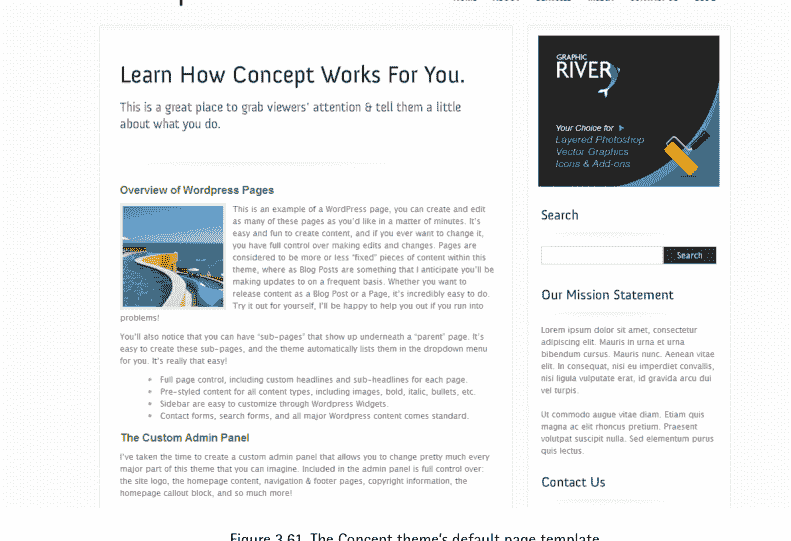 Learn How Concept Works For You.
This is a great place to grab viewers' attention & tell them a little
about what you do.
Overview of Wordpress Pages
This is an example of a WordPress page, you can create and edit
as many of these pages as you'd like in a matter of minutes. It's
easy and fun to create content, and if you ever want to change it,
you have full control over making edits and changes. Pages are
considered to be more or less "fixed" pieces of content within this
theme, where as Blog Posts are something that I anticipate you'll be
making updates to on a frequent basis. Whether you want to
release content as a Blog Post or a Page, it's incredibly easy to do.
Try it out for yourself, I'll be happy to help you out if you run into
problems!
You'll also notice that you can have "sub-pages" that show up underneath a "parent" page. It's
easy to create these sub-pages, and the theme automatically lists them in the dropdown menu
for you. It's really that easy!
Full page control, including custom headlines and sub-headlines for each page.
Pre-styled content for all content types, including images, bold, italic, bullets, etc.
Sidebar are easy to customize through Wordpress Widgets.
Contact forms, search forms, and all major Wordpress content comes standard.
The Custom Admin Panel
I've taken the time to create a custom admin panel that allows you to change pretty much every
major part of this theme that you can imagine. Included in the admin panel is full control over:
the site logo, the homepage content, navigation & footer pages, copyright information, the
homepage callout block, and so much more!
GRAPHIC
RIVER
Your Choice for
Layered Photoshop
Vector Graphics
Icons & Add-ons
Search
Search
Our Mission Statement
Lorem ipsum dolor sit amet, consectetur
adipiscing elit. Mauris in urna et urna
bibendum cursus. Mauris nunc. Aenean vitae
elit. In consequat, nisi eu imperdiet convallis,
nisi ligula vulputate erat, id gravida arcu dui
vel turpis.
Ut commodo augue vitae diam. Etiam quis
magna ac elit rhoncus pretium. Praesent
volutpat suscipit nulla. Sed elementum purus
quis lectus.
Contact Us
Figure 3.61. The Concept theme's default page template